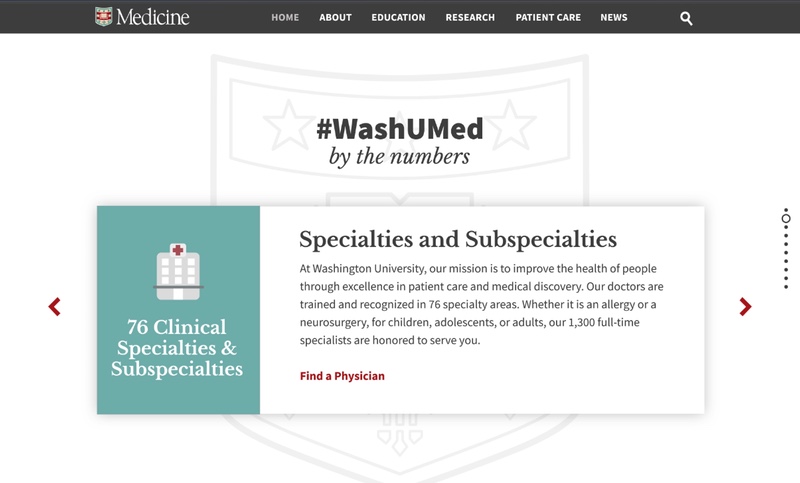 Medicine
HOME ABOUT EDUCATION RESEARCH PATIENT CARE NEWS
#WashUMed
by the numbers
76 Clinical
Specialties &
Subspecialties
Specialties and Subspecialties
At Washington University, our mission is to improve the health of people
through excellence in patient care and medical discovery. Our doctors are
trained and recognized in 76 specialty areas. Whether it is an allergy or a
neurosurgery, for children, adolescents, or adults, our 1,300 full-time
specialists are honored to serve you.
Find a Physician